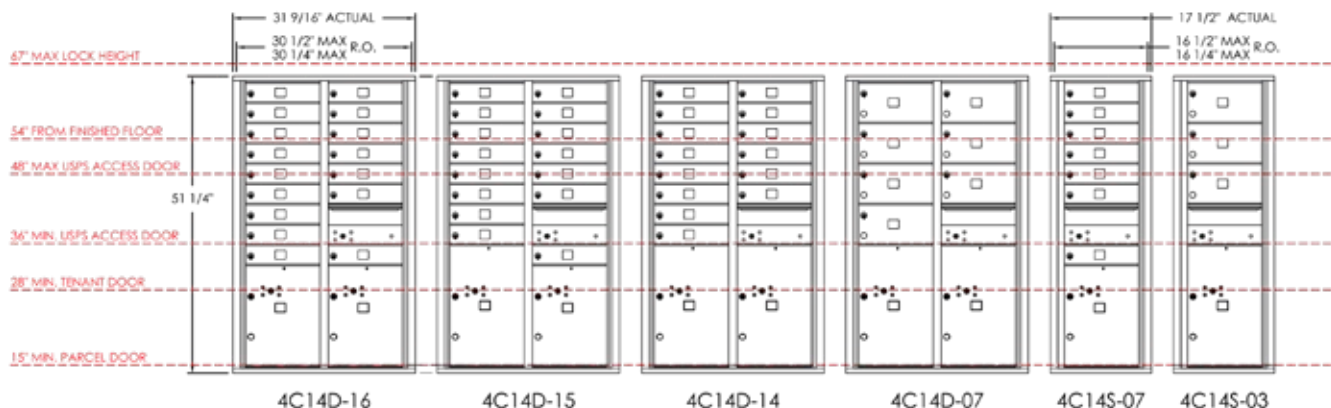 31 9/16" ACTUAL
17 1/2" ACTUAL
30 1/2" MAX
30 1/4" MAX
R.O.
16 1/2" MAX
16 1/4" MAX
R.O.
67" MAX LOCK HEIGHT
54" FROM FINISHED FLOOR
48" MAX USPS ACCESS DOOR
51 1/4"
36" MIN. USPS ACCESS DOOR
28" MIN. TENANT DOOR
15" MIN. PARCEL DOOR
4C14D-16
4C14D-15
4C14D-14
4C14D-07
4C14S-07
4C14S-03